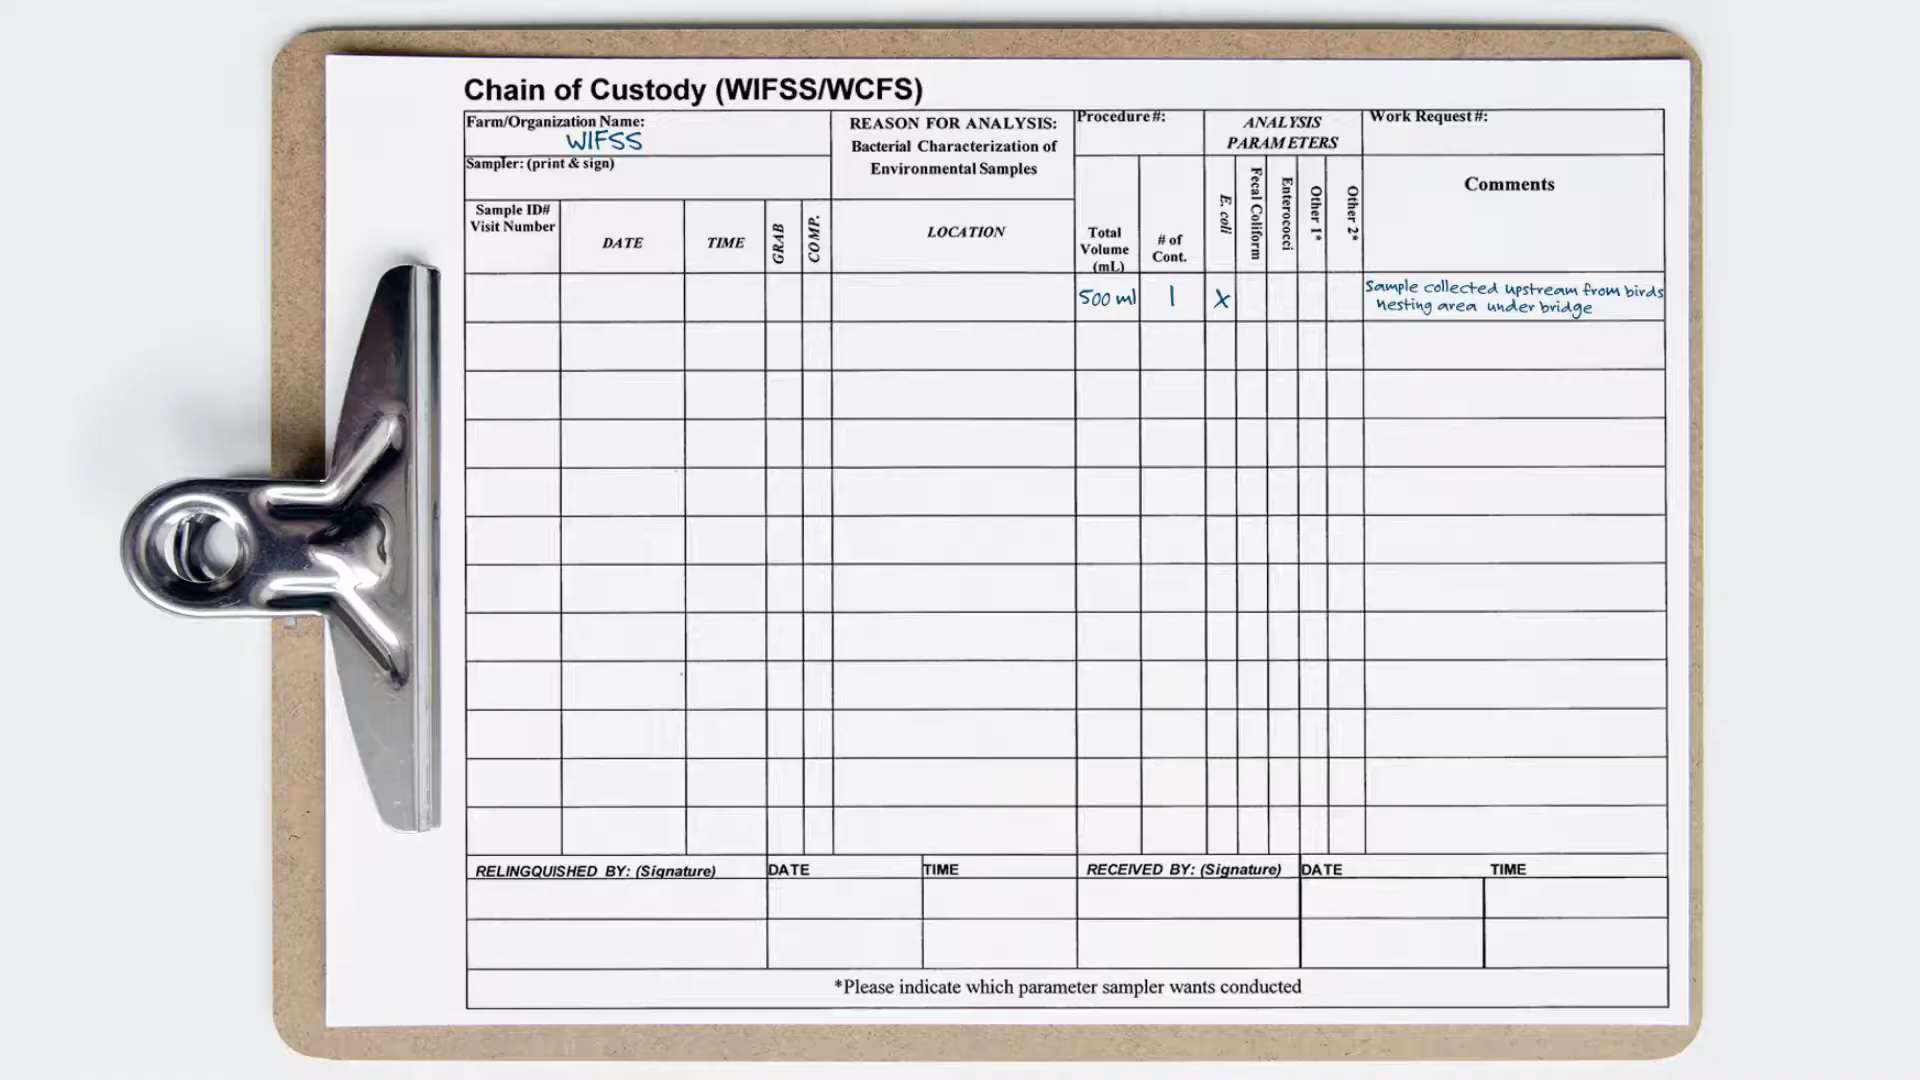 Chain of Custody (WIFSS/WCFS)
Farm/Organization Name:
WIFSS
Sampler: (print & sign)
REASON FOR ANALYSIS:
Bacterial Characterization of
Environmental Samples
Procedure #:
ANALYSIS
PARAMETERS
Work Request #:
Sample ID#
Visit Number
DATE
TIME
GRAB
COMP.
LOCATION
Total
Volume
(mL)
# of
Cont.
E. coli
Fecal Coliform
Enterococci
Other 1*
Other 2*
Comments
500 ml
1
X
Sample collected upstream from birds
nesting area under bridge
RELINGQUISHED BY: (Signature)
DATE
TIME
RECEIVED BY: (Signature)
DATE
TIME
*Please indicate which parameter sampler wants conducted